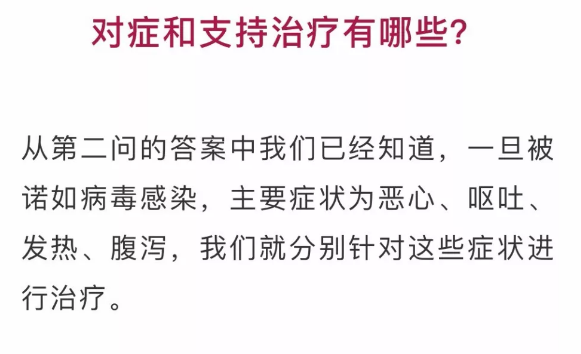 对症和支持治疗有哪些?
从第二问的答案中我们已经知道，一旦被
诺如病毒感染，主要症状为恶心、呕吐、
发热、腹泻，我们就分别针对这些症状进
行治疗。